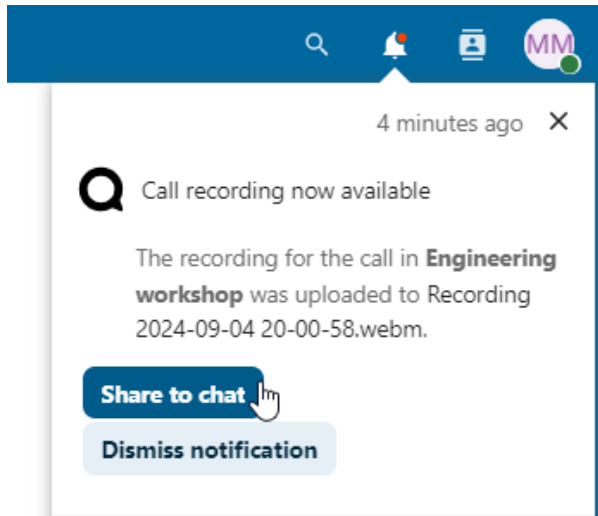 MM
4 minutes ago
Call recording now available
The recording for the call in Engineering
workshop was uploaded to Recording
2024-09-04 20-00-58.webm.
Share to chat
Dismiss notification